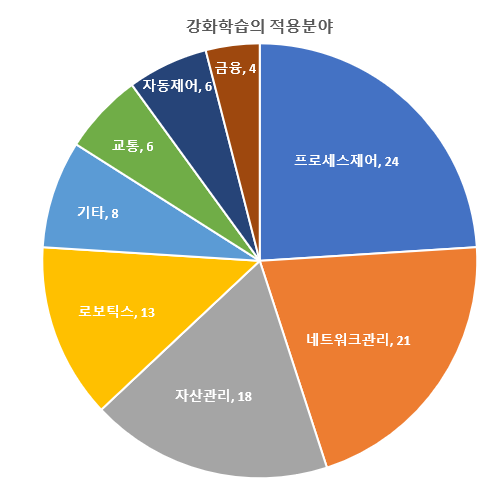 강화학습의 적용분야
프로세스제어, 24
네트워크관리, 21
자산관리, 18
로보틱스, 13
기타, 8
교통, 6
자동제어, 6
금융, 4